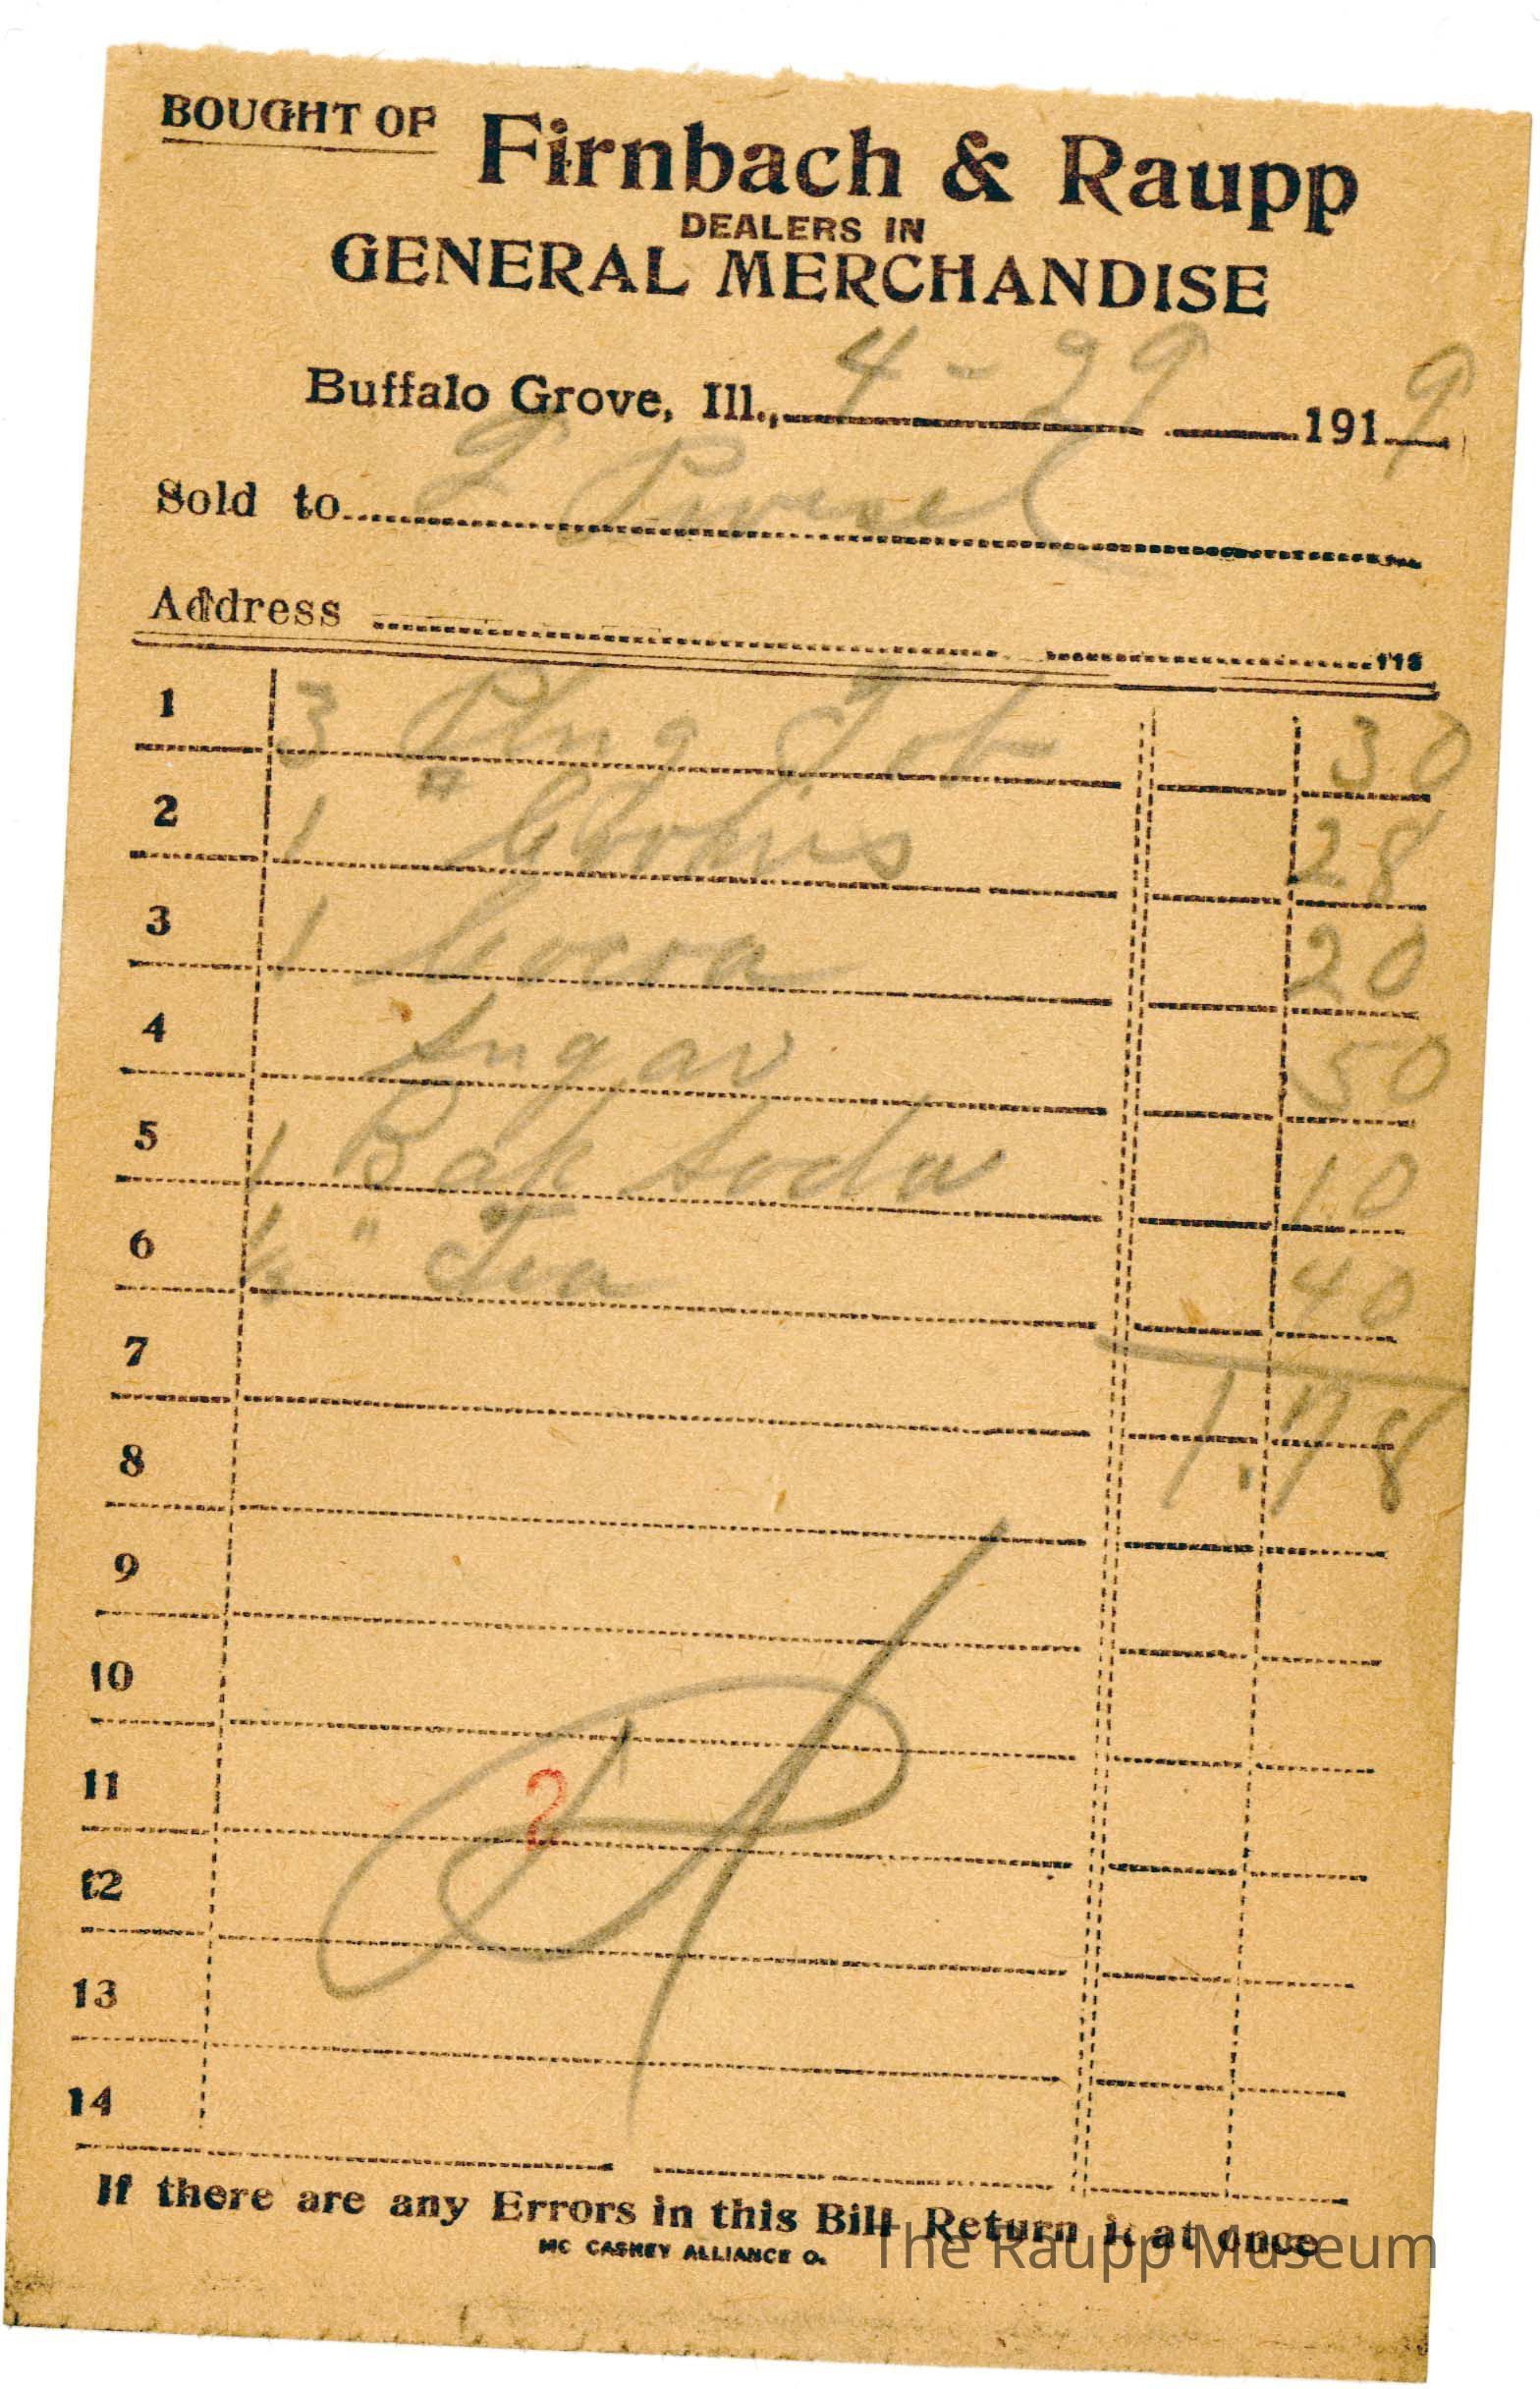 BOUGHT OF Firnbach & Raupp
DEALERS IN
GENERAL MERCHANDISE
Buffalo Grove, Ill., 4-29 1919
Sold to
Address 113
1 3 Plug Tob 30
2 1 " 28
3 1 Cocoa 20
4 Sugar 50
5 1 Bak Soda 10
6 ½ " Tea 40
7 1.78
8
9
10
11 2
12
13
14
If there are any Errors in this Bill Return it at once
MC CASKEY ALLIANCE O.
The Raupp Museum